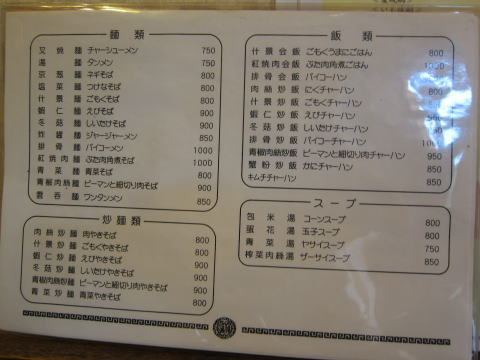 麺類
叉焼麺 チャーシューメン 750
湯麺 タンメン 750
京葱麺 ネギそば 800
塩菜麺 つけなそば 800
什景麺 ごもくそば 800
蝦仁麺 えびそば 900
冬菇麺 しいたけそば 900
炸醤麺 ジャージャーメン 850
排骨麺 パイコーメン 1000
紅焼肉麺 ぶた肉角煮そば 1000
青菜麺 青菜そば 800
青椒肉絲麺 ピーマンと細切り肉そば 900
雲呑麺 ワンタンメン 850
炒麺類
肉絲炒麺 肉やきそば 800
什景炒麺 ごもくやきそば 800
蝦仁炒麺 えびやきそば 900
冬菇炒麺 しいたけやきそば 900
青椒肉絲炒麺 ピーマンと細切り肉やきそば 900
青菜炒麺 青菜やきそば 800
飯類
什景会飯 ごもくうまにごはん 800
紅焼肉会飯 ぶた肉角煮ごはん 1000
排骨会飯 パイコーハン
肉絲炒飯 にくチャーハン 800
什景炒飯 ごもくチャーハン
蝦仁炒飯 えびチャーハン
冬菇炒飯 しいたけチャーハン
排骨炒飯 パイコーチャーハン
青椒肉絲炒飯 ピーマンと細切り肉チャーハン 950
蟹粉炒飯 かにチャーハン 850
キムチチャーハン 850
スープ
包米湯 コーンスープ 800
蛋花湯 玉子スープ 800
青菜湯 ヤサイスープ 750
榨菜肉絲湯 ザーサイスープ 850